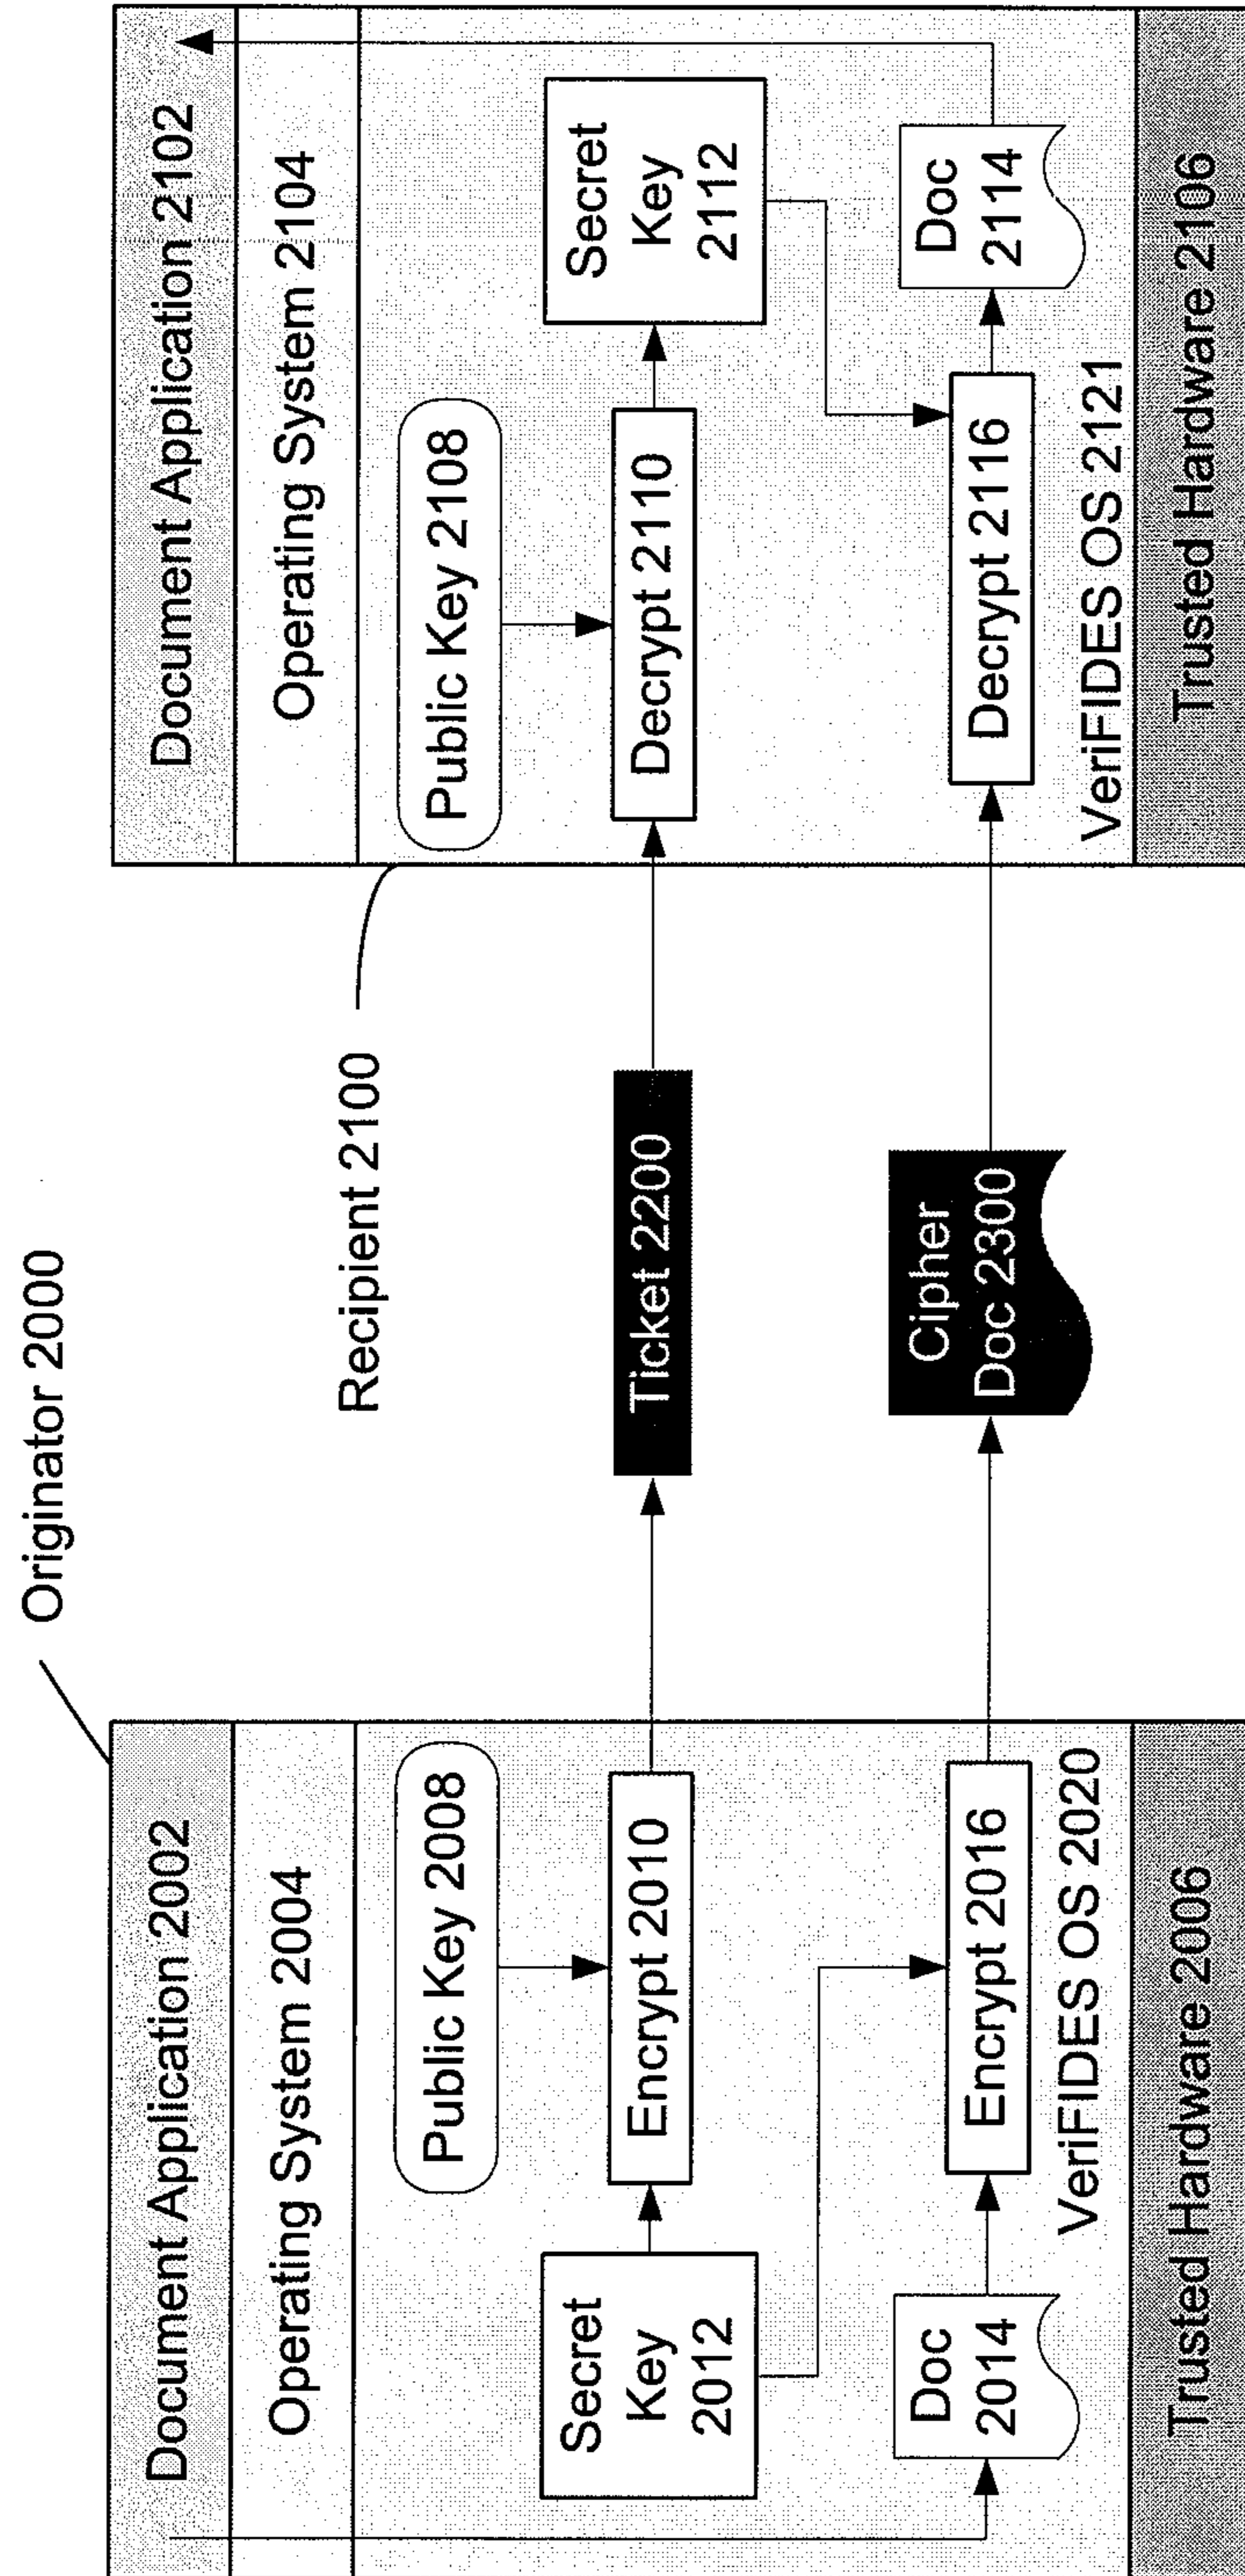 Originator 2000
Document Application 2002
Operating System 2004
Public Key 2008
Secret
Key
2012
Encrypt 2010
Doc
2014
Encrypt 2016
VeriFIDES OS 2020
Trusted Hardware 2006
Recipient 2100
Ticket 2200
Cipher
Doc 2300
Document Application 2102
Operating System 2104
Public Key 2108
Decrypt 2110
Secret
Key
2112
Decrypt 2116
Doc
2114
VeriFIDES OS 2121
Trusted Hardware 2106